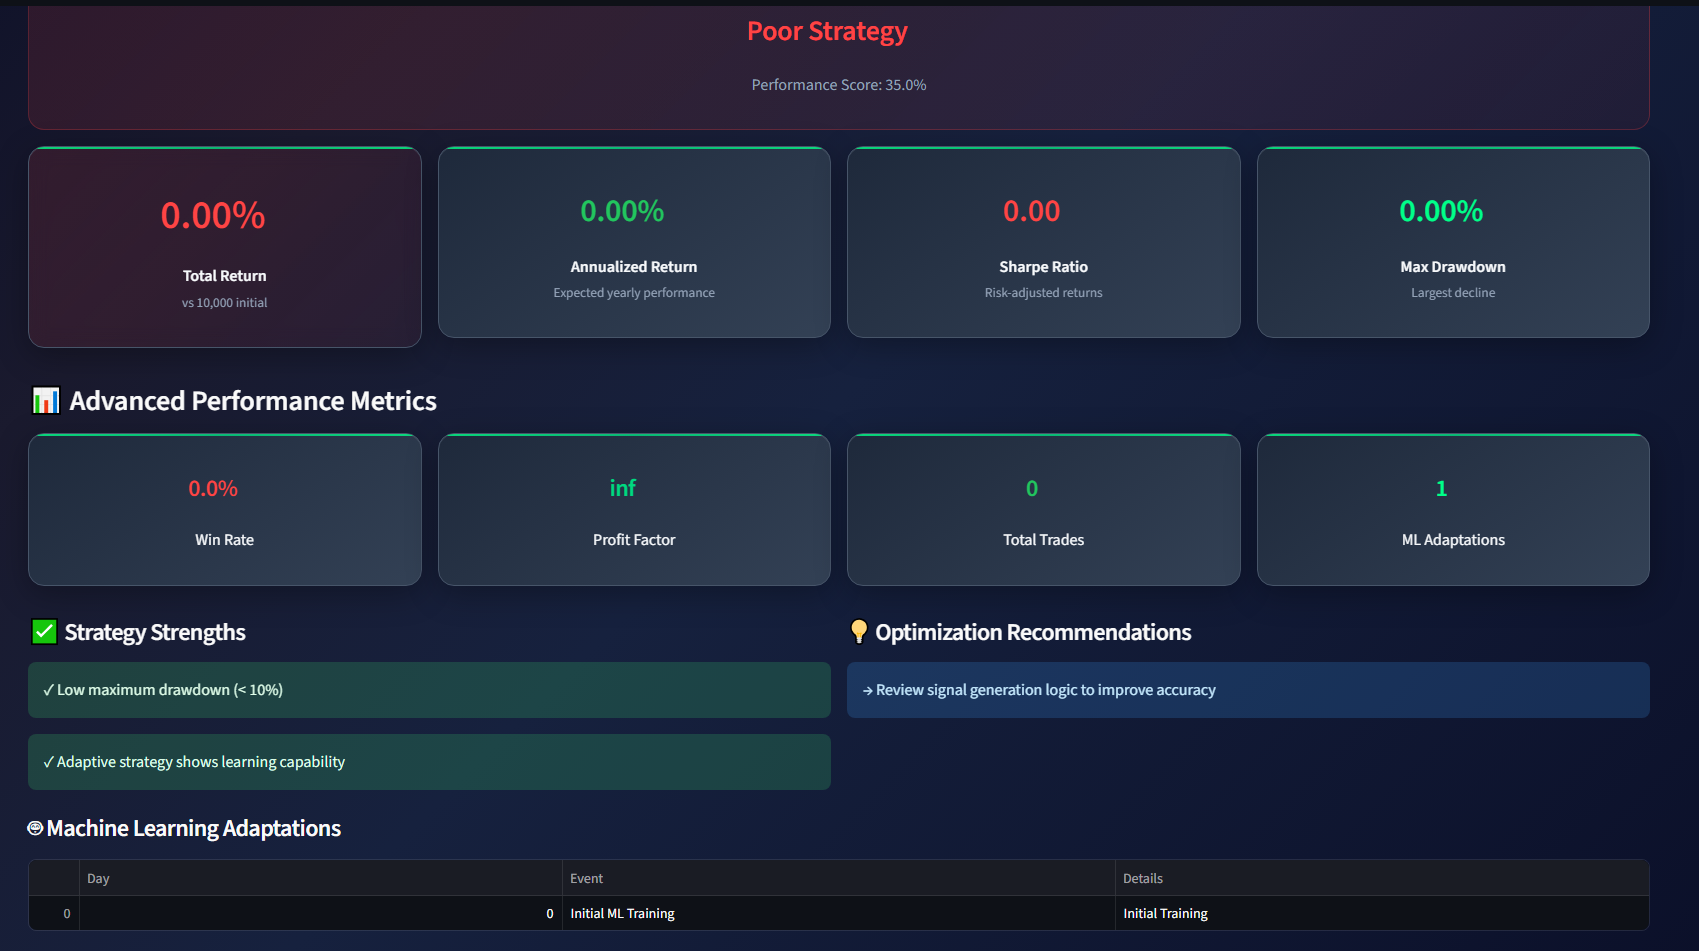 Poor Strategy
Performance Score: 35.0%
0.00%
Total Return
vs 10,000 initial
0.00%
Annualized Return
Expected yearly performance
0.00
Sharpe Ratio
Risk-adjusted returns
0.00%
Max Drawdown
Largest decline
📊 Advanced Performance Metrics
0.0%
Win Rate
inf
Profit Factor
0
Total Trades
1
ML Adaptations
✅ Strategy Strengths
✓ Low maximum drawdown (< 10%)
✓ Adaptive strategy shows learning capability
💡 Optimization Recommendations
→ Review signal generation logic to improve accuracy
Machine Learning Adaptations
Day Event Details
0 0 Initial ML Training Initial Training